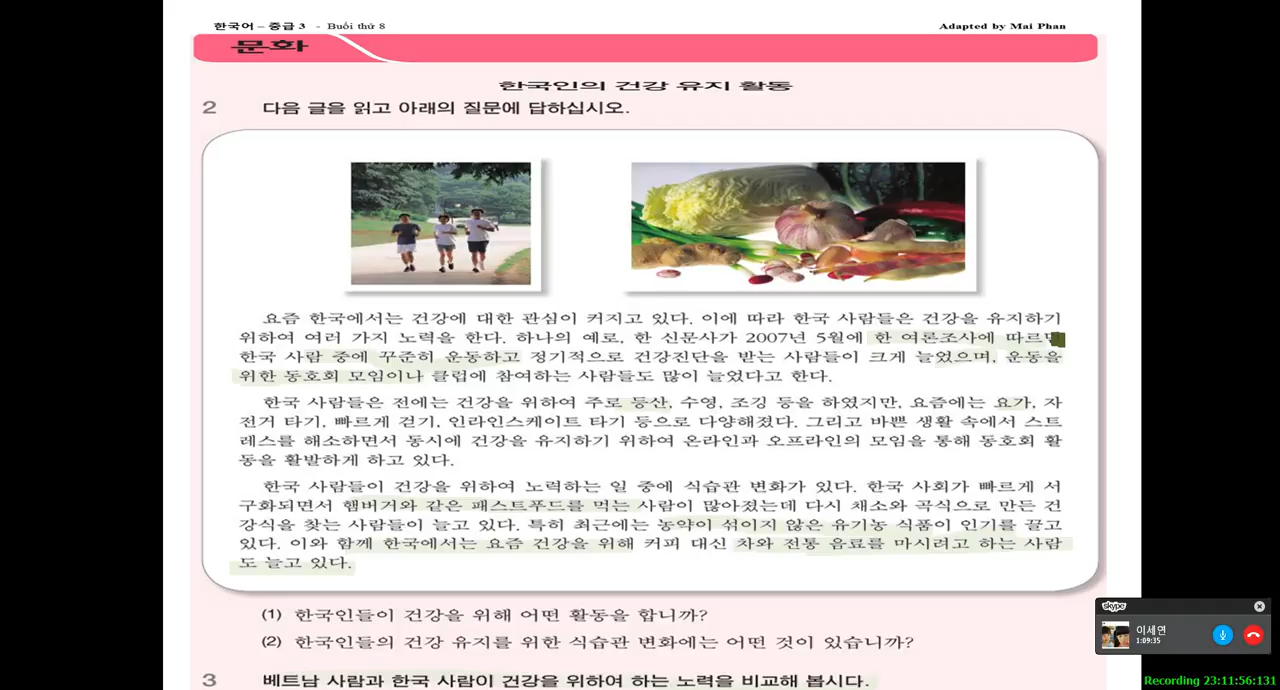 한국어 – 중급 3 - Buổi thứ 8
Adapted by Mai Phan
문화
한국인의 건강 유지 활동
2 다음 글을 읽고 아래의 질문에 답하십시오.
요즘 한국에서는 건강에 대한 관심이 커지고 있다. 이에 따라 한국 사람들은 건강을 유지하기
위하여 여러 가지 노력을 한다. 하나의 예로, 한 신문사가 2007년 5월에 한 여론조사에 따르면
한국 사람 중에 꾸준히 운동하고 정기적으로 건강진단을 받는 사람들이 크게 늘었으며, 운동을
위한 동호회 모임이나 클럽에 참여하는 사람들도 많이 늘었다고 한다.
한국 사람들은 전에는 건강을 위하여 주로 등산, 수영, 조깅 등을 하였지만, 요즘에는 요가, 자
전거 타기, 빠르게 걷기, 인라인스케이트 타기 등으로 다양해졌다. 그리고 바쁜 생활 속에서 스트
레스를 해소하면서 동시에 건강을 유지하기 위하여 온라인과 오프라인의 모임을 통해 동호회 활
동을 활발하게 하고 있다.
한국 사람들이 건강을 위하여 노력하는 일 중에 식습관 변화가 있다. 한국 사회가 빠르게 서
구화되면서 햄버거와 같은 패스트푸드를 먹는 사람이 많아졌는데 다시 채소와 곡식으로 만든 건
강식을 찾는 사람들이 늘고 있다. 특히 최근에는 농약이 섞이지 않은 유기농 식품이 인기를 끌고
있다. 이와 함께 한국에서는 요즘 건강을 위해 커피 대신 차와 전통 음료를 마시려고 하는 사람
도 늘고 있다.
(1) 한국인들이 건강을 위해 어떤 활동을 합니까?
(2) 한국인들의 건강 유지를 위한 식습관 변화에는 어떤 것이 있습니까?
3 베트남 사람과 한국 사람이 건강을 위하여 하는 노력을 비교해 봅시다.
skype
이세연
1:09:35
Recording 23:11:56:131